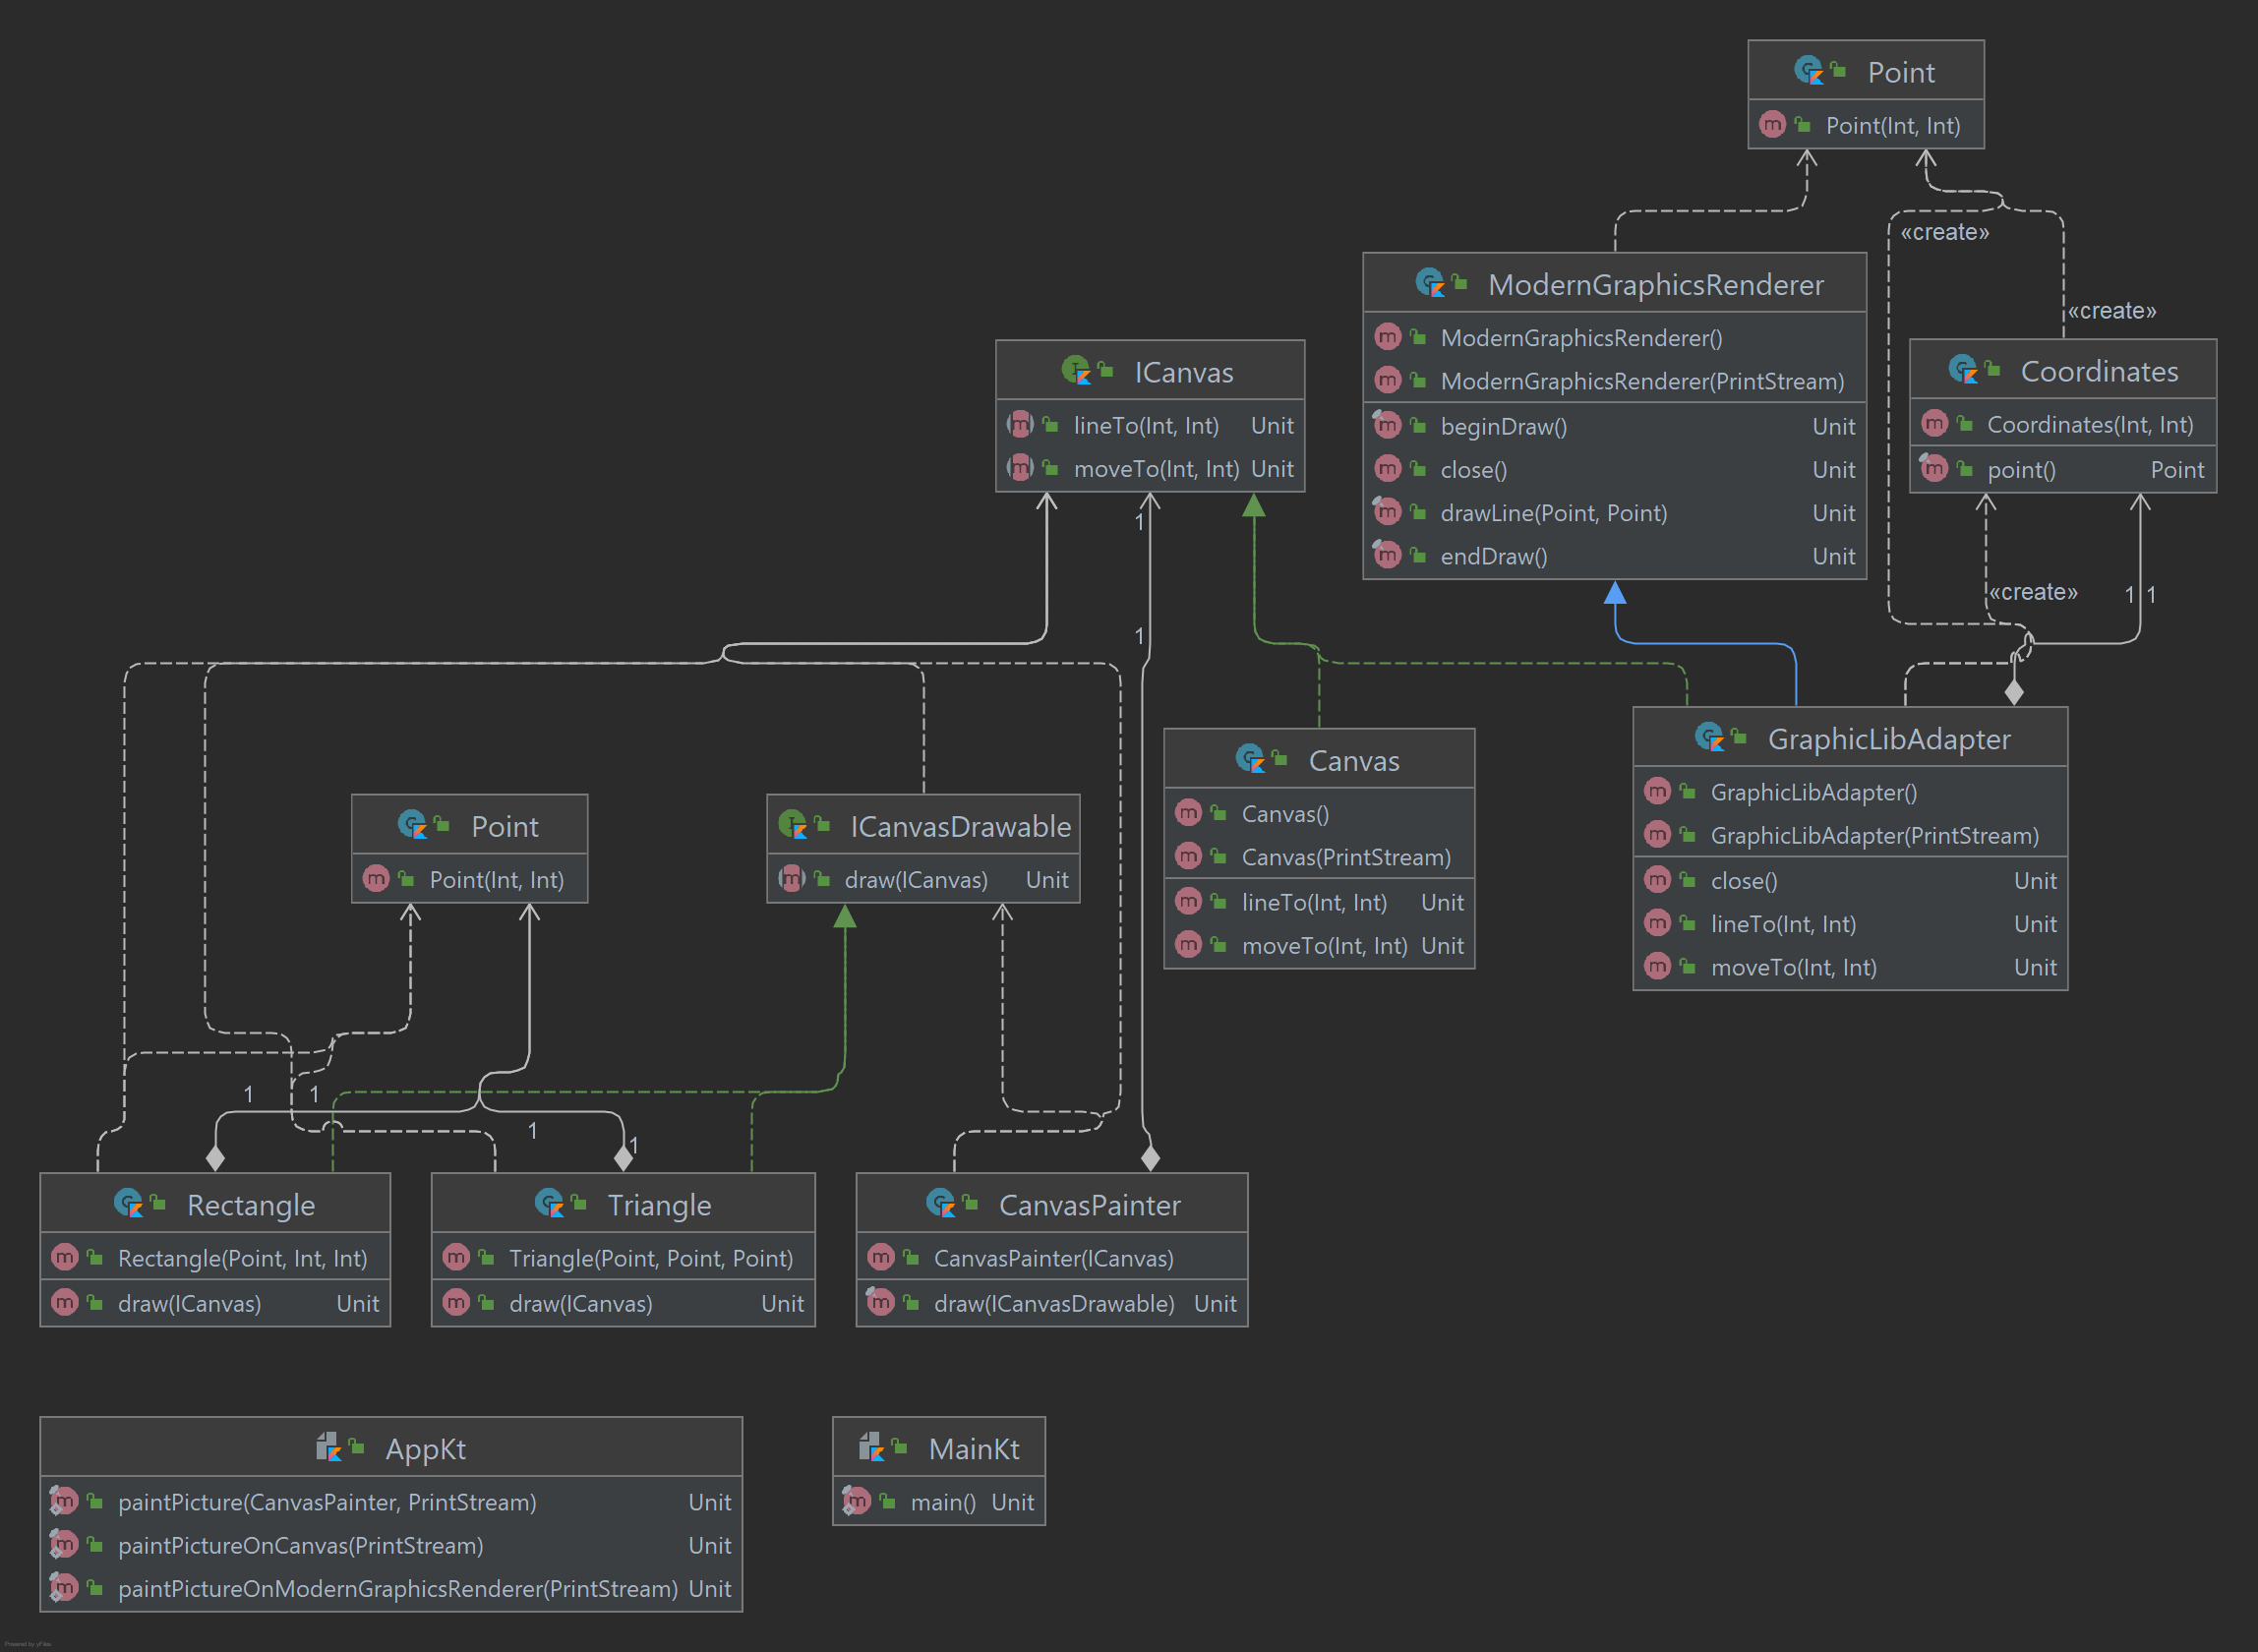 Point
Point(Int, Int)
«create»
«create»
ModernGraphicsRenderer
ModernGraphicsRenderer()
ModernGraphicsRenderer(PrintStream)
beginDraw() Unit
close() Unit
drawLine(Point, Point) Unit
endDraw() Unit
Coordinates
Coordinates(Int, Int)
point() Point
ICanvas
lineTo(Int, Int) Unit
moveTo(Int, Int) Unit
1
1
«create»
1 1
Canvas
Canvas()
Canvas(PrintStream)
lineTo(Int, Int) Unit
moveTo(Int, Int) Unit
GraphicLibAdapter
GraphicLibAdapter()
GraphicLibAdapter(PrintStream)
close() Unit
lineTo(Int, Int) Unit
moveTo(Int, Int) Unit
Point
Point(Int, Int)
ICanvasDrawable
draw(ICanvas) Unit
1
1
1
1
Rectangle
Rectangle(Point, Int, Int)
draw(ICanvas) Unit
Triangle
Triangle(Point, Point, Point)
draw(ICanvas) Unit
CanvasPainter
CanvasPainter(ICanvas)
draw(ICanvasDrawable) Unit
AppKt
paintPicture(CanvasPainter, PrintStream) Unit
paintPictureOnCanvas(PrintStream) Unit
paintPictureOnModernGraphicsRenderer(PrintStream) Unit
MainKt
main() Unit
Powered by yFiles